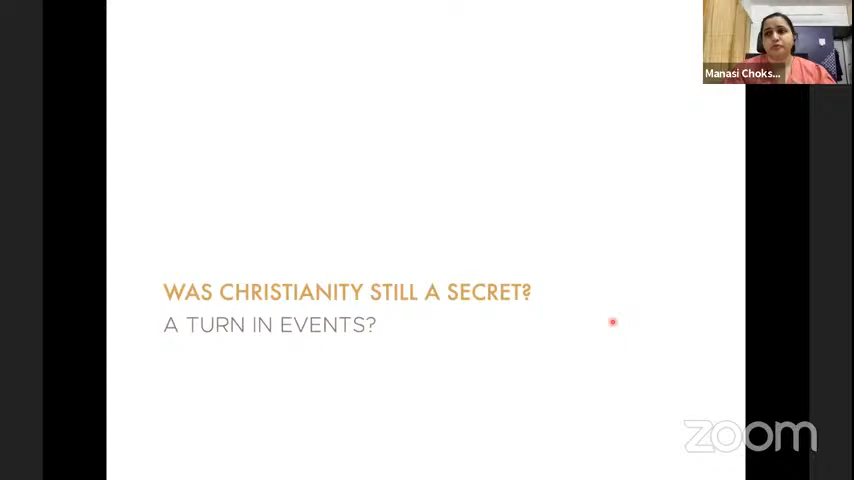 Manasi Choks...
WAS CHRISTIANITY STILL A SECRET?
A TURN IN EVENTS?
zoom